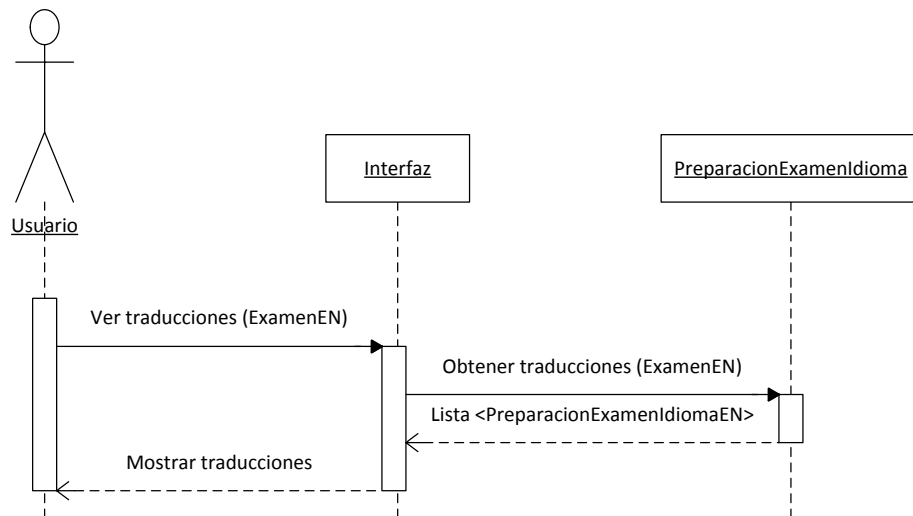 Usuario
Interfaz
PreparacionExamenIdioma
Ver traducciones (ExamenEN)
Obtener traducciones (ExamenEN)
Lista <PreparacionExamenIdiomaEN>
Mostrar traducciones